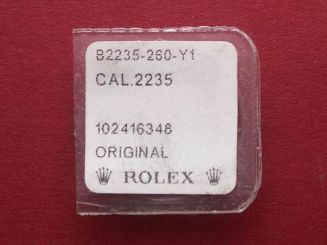 B2235-260-Y1
CAL.2235
102416348
ORIGINAL
ROLEX